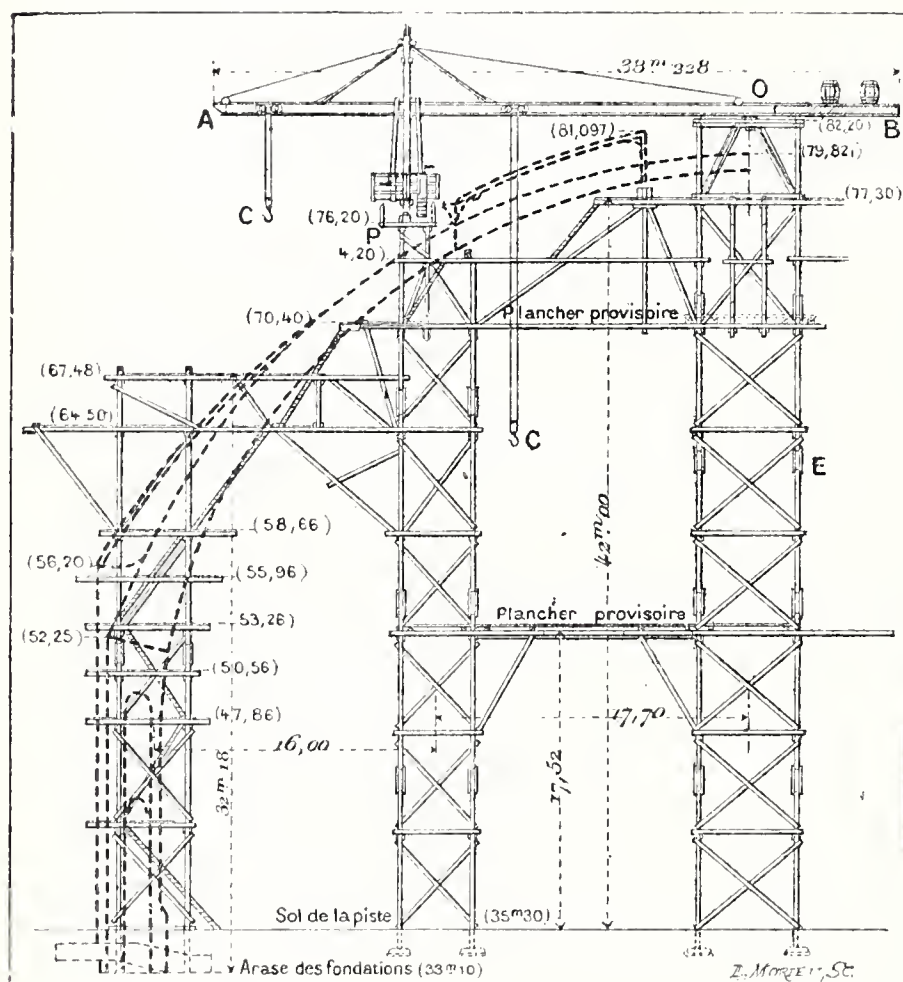 38m 328
O
A
B
(82,20)
(81,097)
(79,821
(77,30)
C
(76,20)
P
4,20)
(70,40)
Plancher provisoire
(67,48)
(64 50)
C
E
(58,66)
42m,00
(56,20)
(55,96)
Plancher provisoire
(53,26)
(52,25)
(50,56)
(47,86)
17,70
16,00
32m 18
17,52
Sol de la piste
(35m30)
Arase des fondations (33m10)